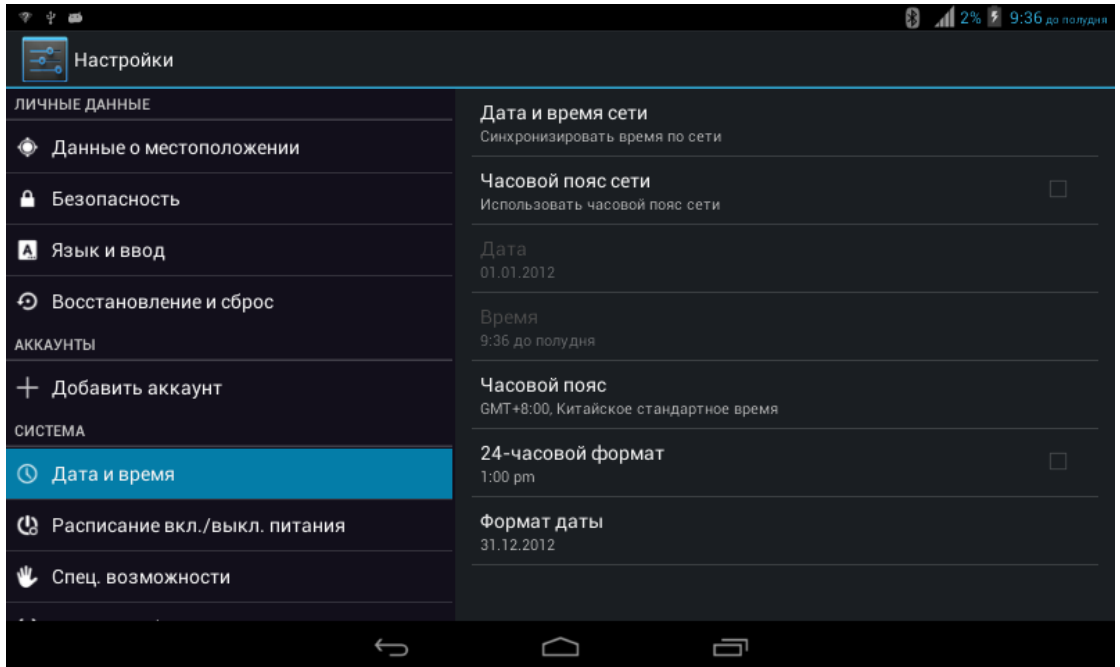 2% 9:36 до полудня
Настройки
ЛИЧНЫЕ ДАННЫЕ
Данные о местоположении
Безопасность
A Язык и ввод
Восстановление и сброс
АККАУНТЫ
Добавить аккаунт
СИСТЕМА
Дата и время
Расписание вкл./выкл. питания
Спец. возможности
Дата и время сети
Синхронизировать время по сети
Часовой пояс сети
Использовать часовой пояс сети
Дата
01.01.2012
Время
9:36 до полудня
Часовой пояс
GMT+8:00, Китайское стандартное время
24-часовой формат
1:00 pm
Формат даты
31.12.2012